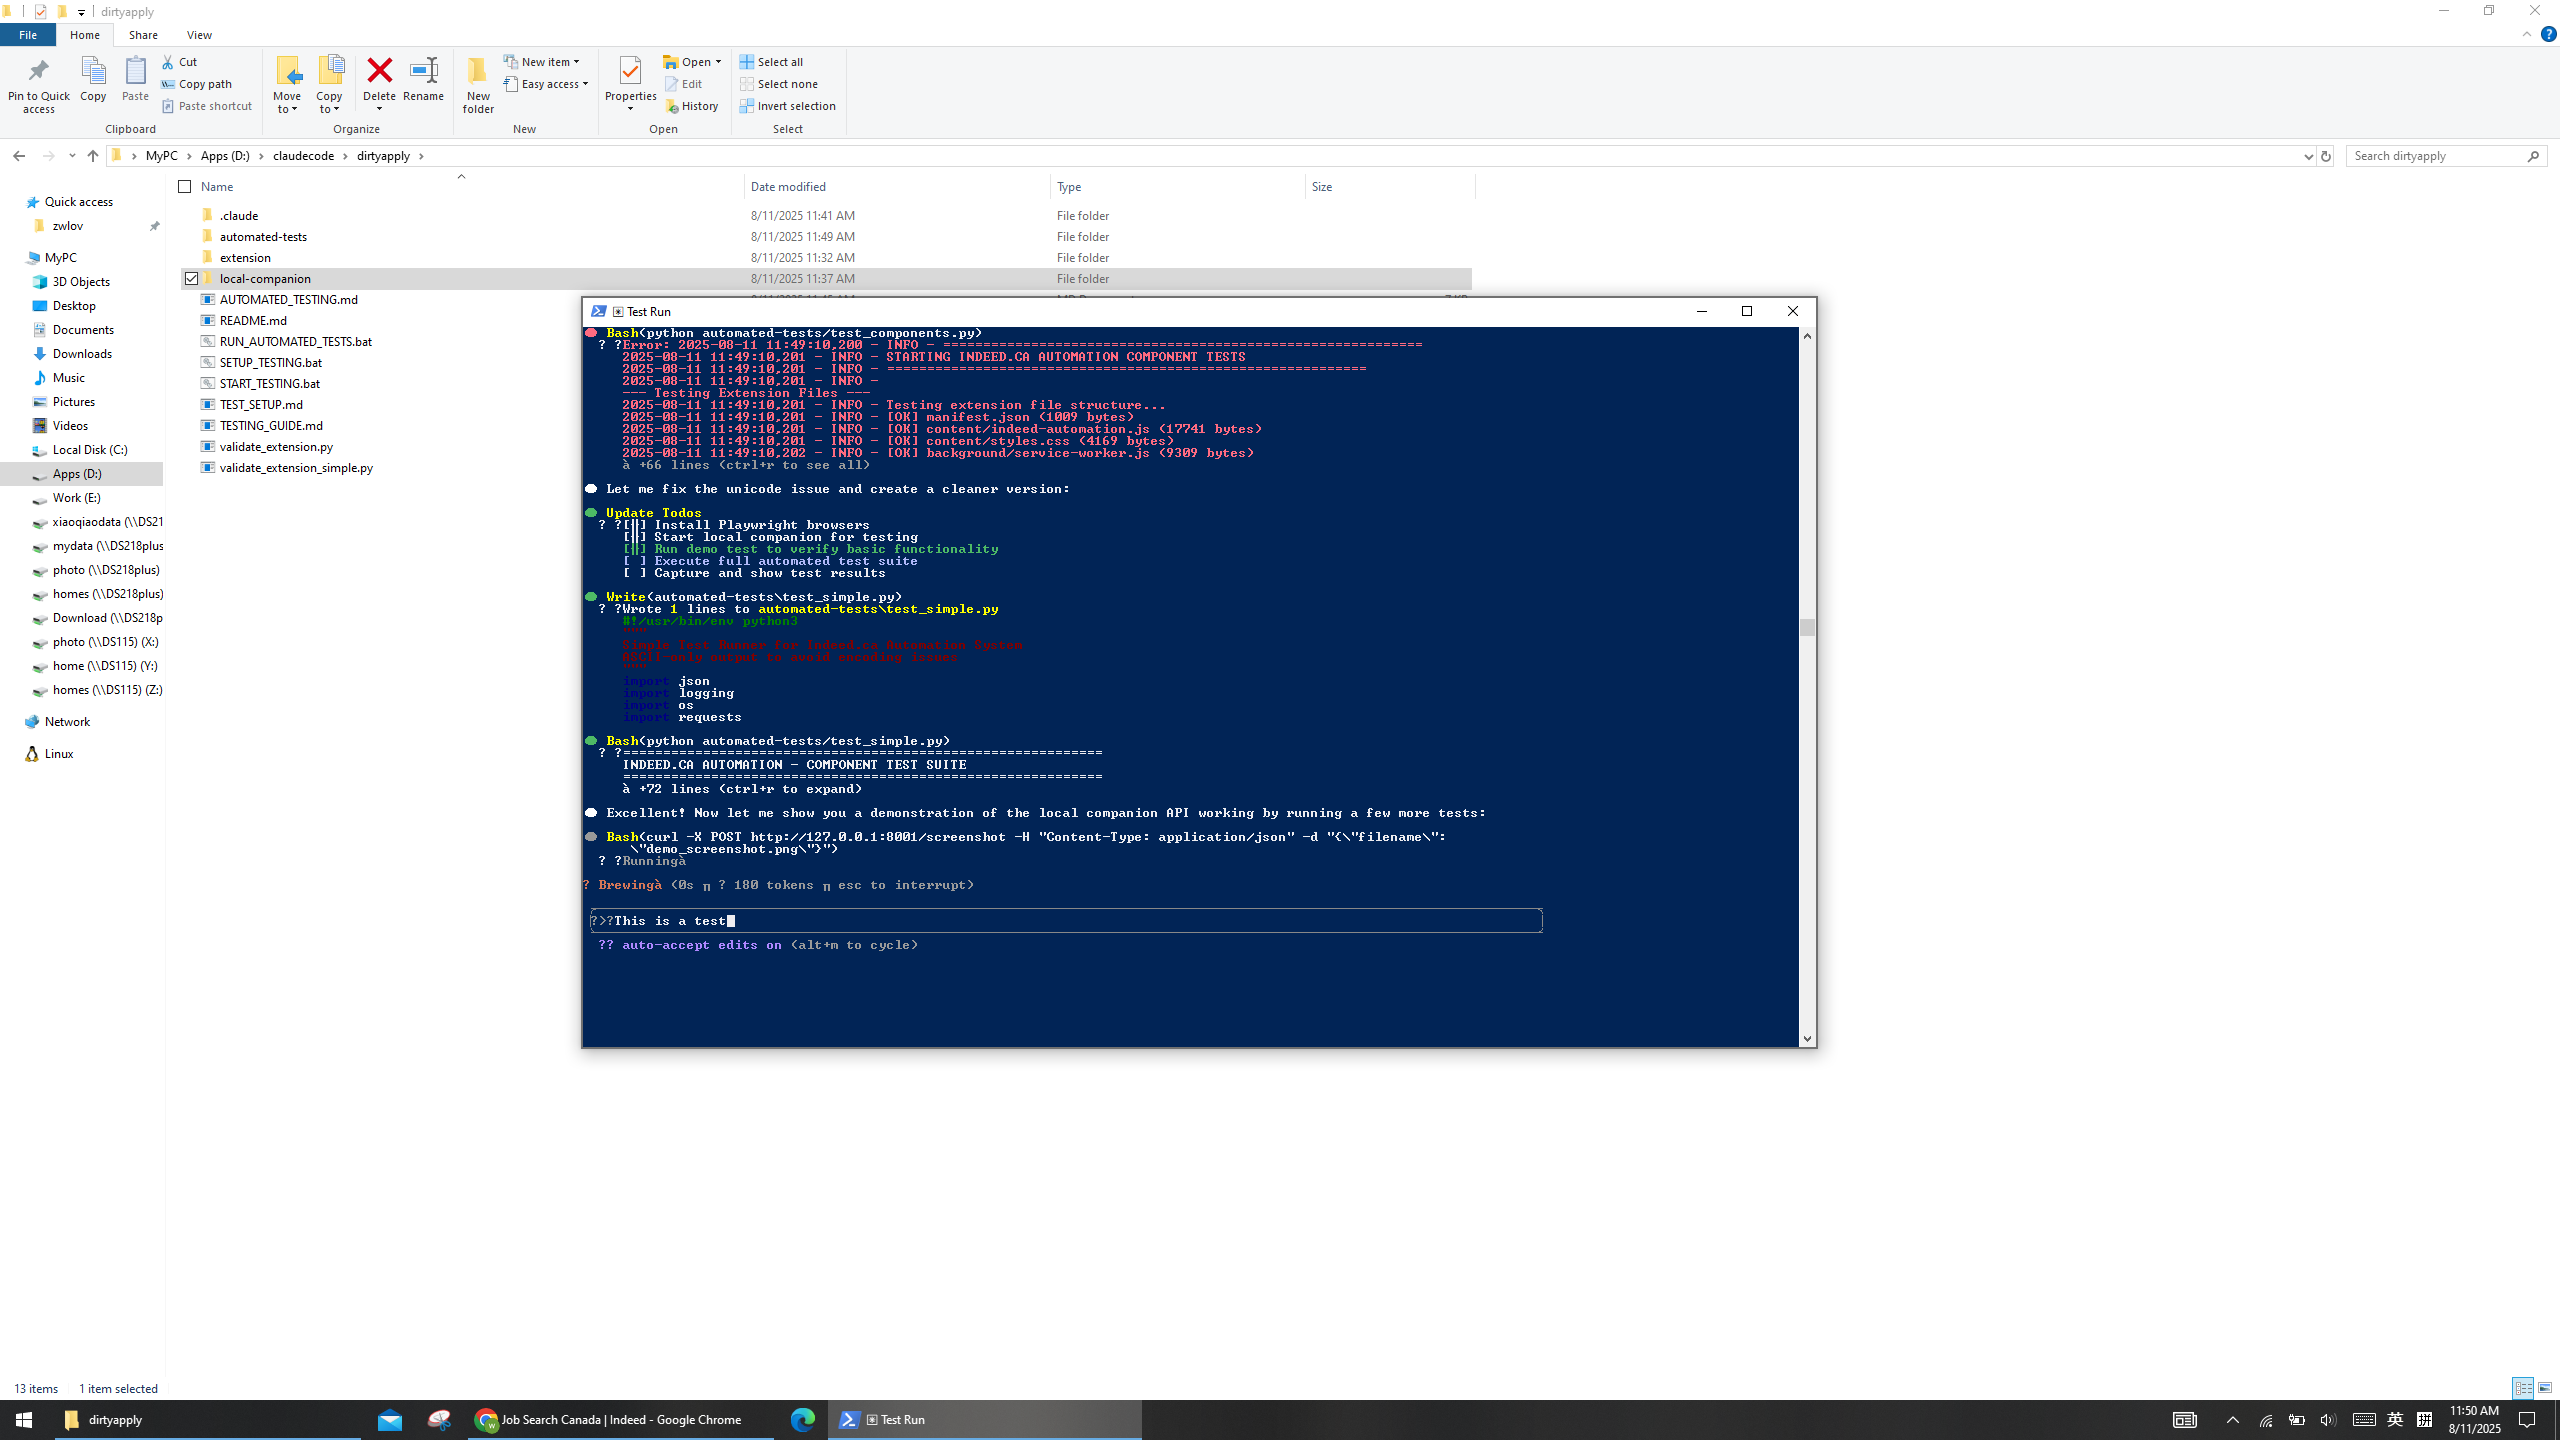 dirtyapply
File Home Share View
Pin to Quick access
Copy
Paste
Cut
Copy path
Paste shortcut
Clipboard
Move to
Copy to
Delete
Rename
Organize
New folder
New item
Easy access
New
Properties
Open
Edit
History
Open
Select all
Select none
Invert selection
Select
MyPC > Apps (D:) > claudecode > dirtyapply >
Search dirtyapply
Name Date modified Type Size
Quick access
zwlov
MyPC
3D Objects
Desktop
Documents
Downloads
Music
Pictures
Videos
Local Disk (C:)
Apps (D:)
Work (E:)
xiaoqiaodata (\\DS21
mydata (\\DS218plus
photo (\\DS218plus)
homes (\\DS218plus)
Download (\\DS218p
photo (\\DS115) (X:)
home (\\DS115) (Y:)
homes (\\DS115) (Z:)
Network
Linux
.claude 8/11/2025 11:41 AM File folder
automated-tests 8/11/2025 11:49 AM File folder
extension 8/11/2025 11:32 AM File folder
local-companion 8/11/2025 11:37 AM File folder
AUTOMATED_TESTING.md
README.md
RUN_AUTOMATED_TESTS.bat
SETUP_TESTING.bat
START_TESTING.bat
TEST_SETUP.md
TESTING_GUIDE.md
validate_extension.py
validate_extension_simple.py
Test Run
Bash(python automated-tests/test_components.py)
? ?Error: 2025-08-11 11:49:10,200 - INFO - ============================================================
2025-08-11 11:49:10,201 - INFO - STARTING INDEED.CA AUTOMATION COMPONENT TESTS
2025-08-11 11:49:10,201 - INFO - ============================================================
2025-08-11 11:49:10,201 - INFO -
--- Testing Extension Files ---
2025-08-11 11:49:10,201 - INFO - Testing extension file structure...
2025-08-11 11:49:10,201 - INFO - [OK] manifest.json (1009 bytes)
2025-08-11 11:49:10,201 - INFO - [OK] content/indeed-automation.js (17741 bytes)
2025-08-11 11:49:10,201 - INFO - [OK] content/styles.css (4169 bytes)
2025-08-11 11:49:10,202 - INFO - [OK] background/service-worker.js (9309 bytes)
à +66 lines (ctrl+r to see all)
Let me fix the unicode issue and create a cleaner version:
Update Todos
? ?[╫] Install Playwright browsers
[╫] Start local companion for testing
[╫] Run demo test to verify basic functionality
[ ] Execute full automated test suite
[ ] Capture and show test results
Write(automated-tests\test_simple.py)
? ?Wrote 1 lines to automated-tests\test_simple.py
#!/usr/bin/env python3
"""
Simple Test Runner for Indeed.ca Automation System
ASCII-only output to avoid encoding issues
"""
import json
import logging
import os
import requests
Bash(python automated-tests/test_simple.py)
? ?============================================================
INDEED.CA AUTOMATION - COMPONENT TEST SUITE
============================================================
à +72 lines (ctrl+r to expand)
Excellent! Now let me show you a demonstration of the local companion API working by running a few more tests:
Bash(curl -X POST http://127.0.0.1:8001/screenshot -H "Content-Type: application/json" -d "{\"filename\":
\"demo_screenshot.png\"}")
? ?Runningà
? Brewingà (0s π ? 180 tokens π esc to interrupt)
?>?This is a test
?? auto-accept edits on (alt+m to cycle)
13 items 1 item selected
dirtyapply
Job Search Canada | Indeed - Google Chrome
Test Run
英
拼
11:50 AM
8/11/2025